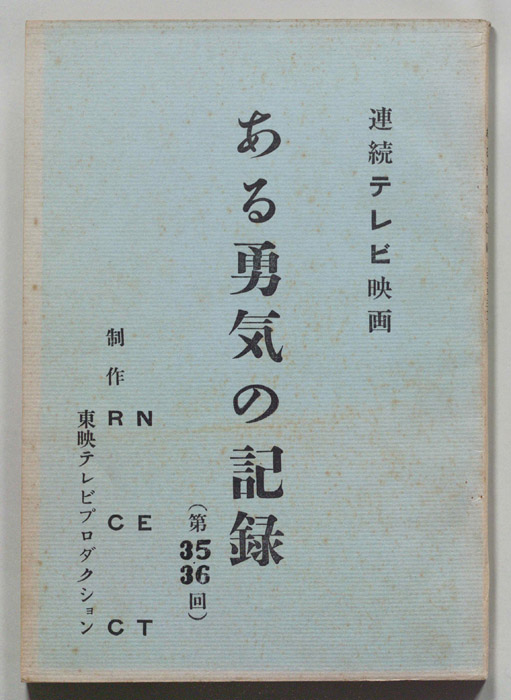 連続テレビ映画
ある勇気の記録
(第35・36回)
NET
制作 RCC
東映テレビプロダクション